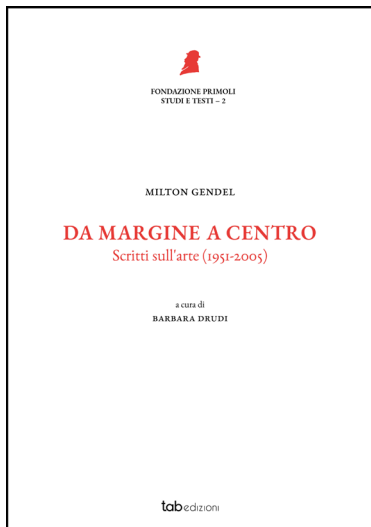 FONDAZIONE PRIMOLI
STUDI E TESTI – 2
MILTON GENDEL
DA MARGINE A CENTRO
Scritti sull'arte (1951-2005)
a cura di
BARBARA DRUDI
tab edizioni